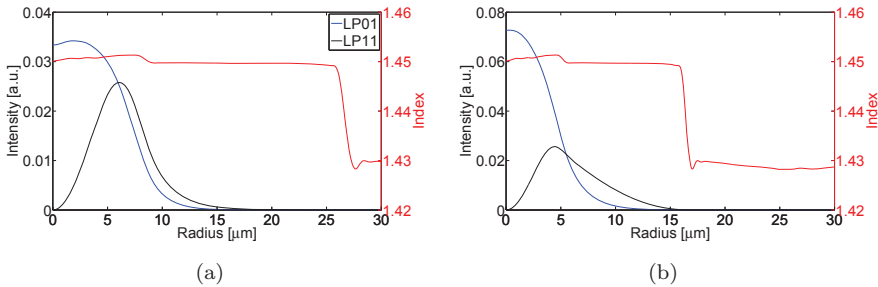 0.04
0.03
0.02
0.01
0
Intensity [a.u.]
0 5 10 15 20 25 30
Radius [μm]
1.46
1.45
1.44
1.43
1.42
Index
LP01
LP11
(a)
0.08
0.06
0.04
0.02
0
Intensity [a.u.]
0 5 10 15 20 25 30
Radius [μm]
1.46
1.45
1.44
1.43
1.42
Index
(b)